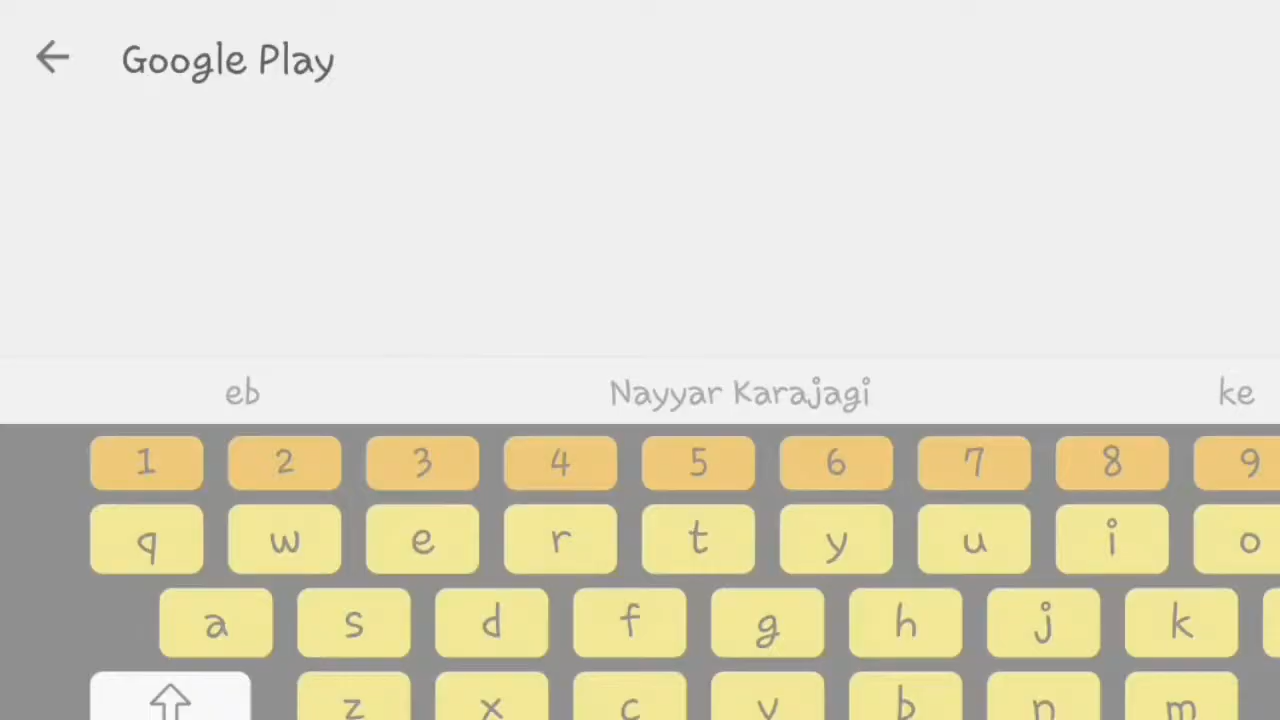 Google Play
eb Nayyar Karajagi ke
1 2 3 4 5 6 7 8 9
q w e r t y u i o
a s d f g h j k
z x c v b n m